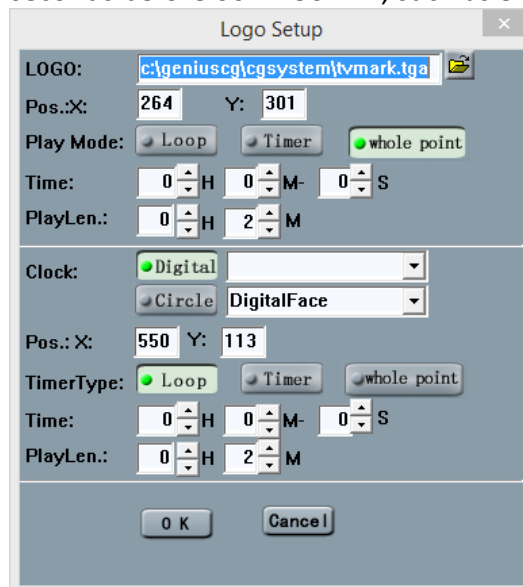 Logo Setup
LOGO: c:\geniuscg\cgsystem\tvmark.tga
Pos.:X: 264 Y: 301
Play Mode: Loop Timer whole point
Time: 0 H 0 M- 0 S
PlayLen.: 0 H 2 M
Clock: Digital
Circle DigitalFace
Pos.: X: 550 Y: 113
TimerType: Loop Timer whole point
Time: 0 H 0 M- 0 S
PlayLen.: 0 H 2 M
O K Cancel